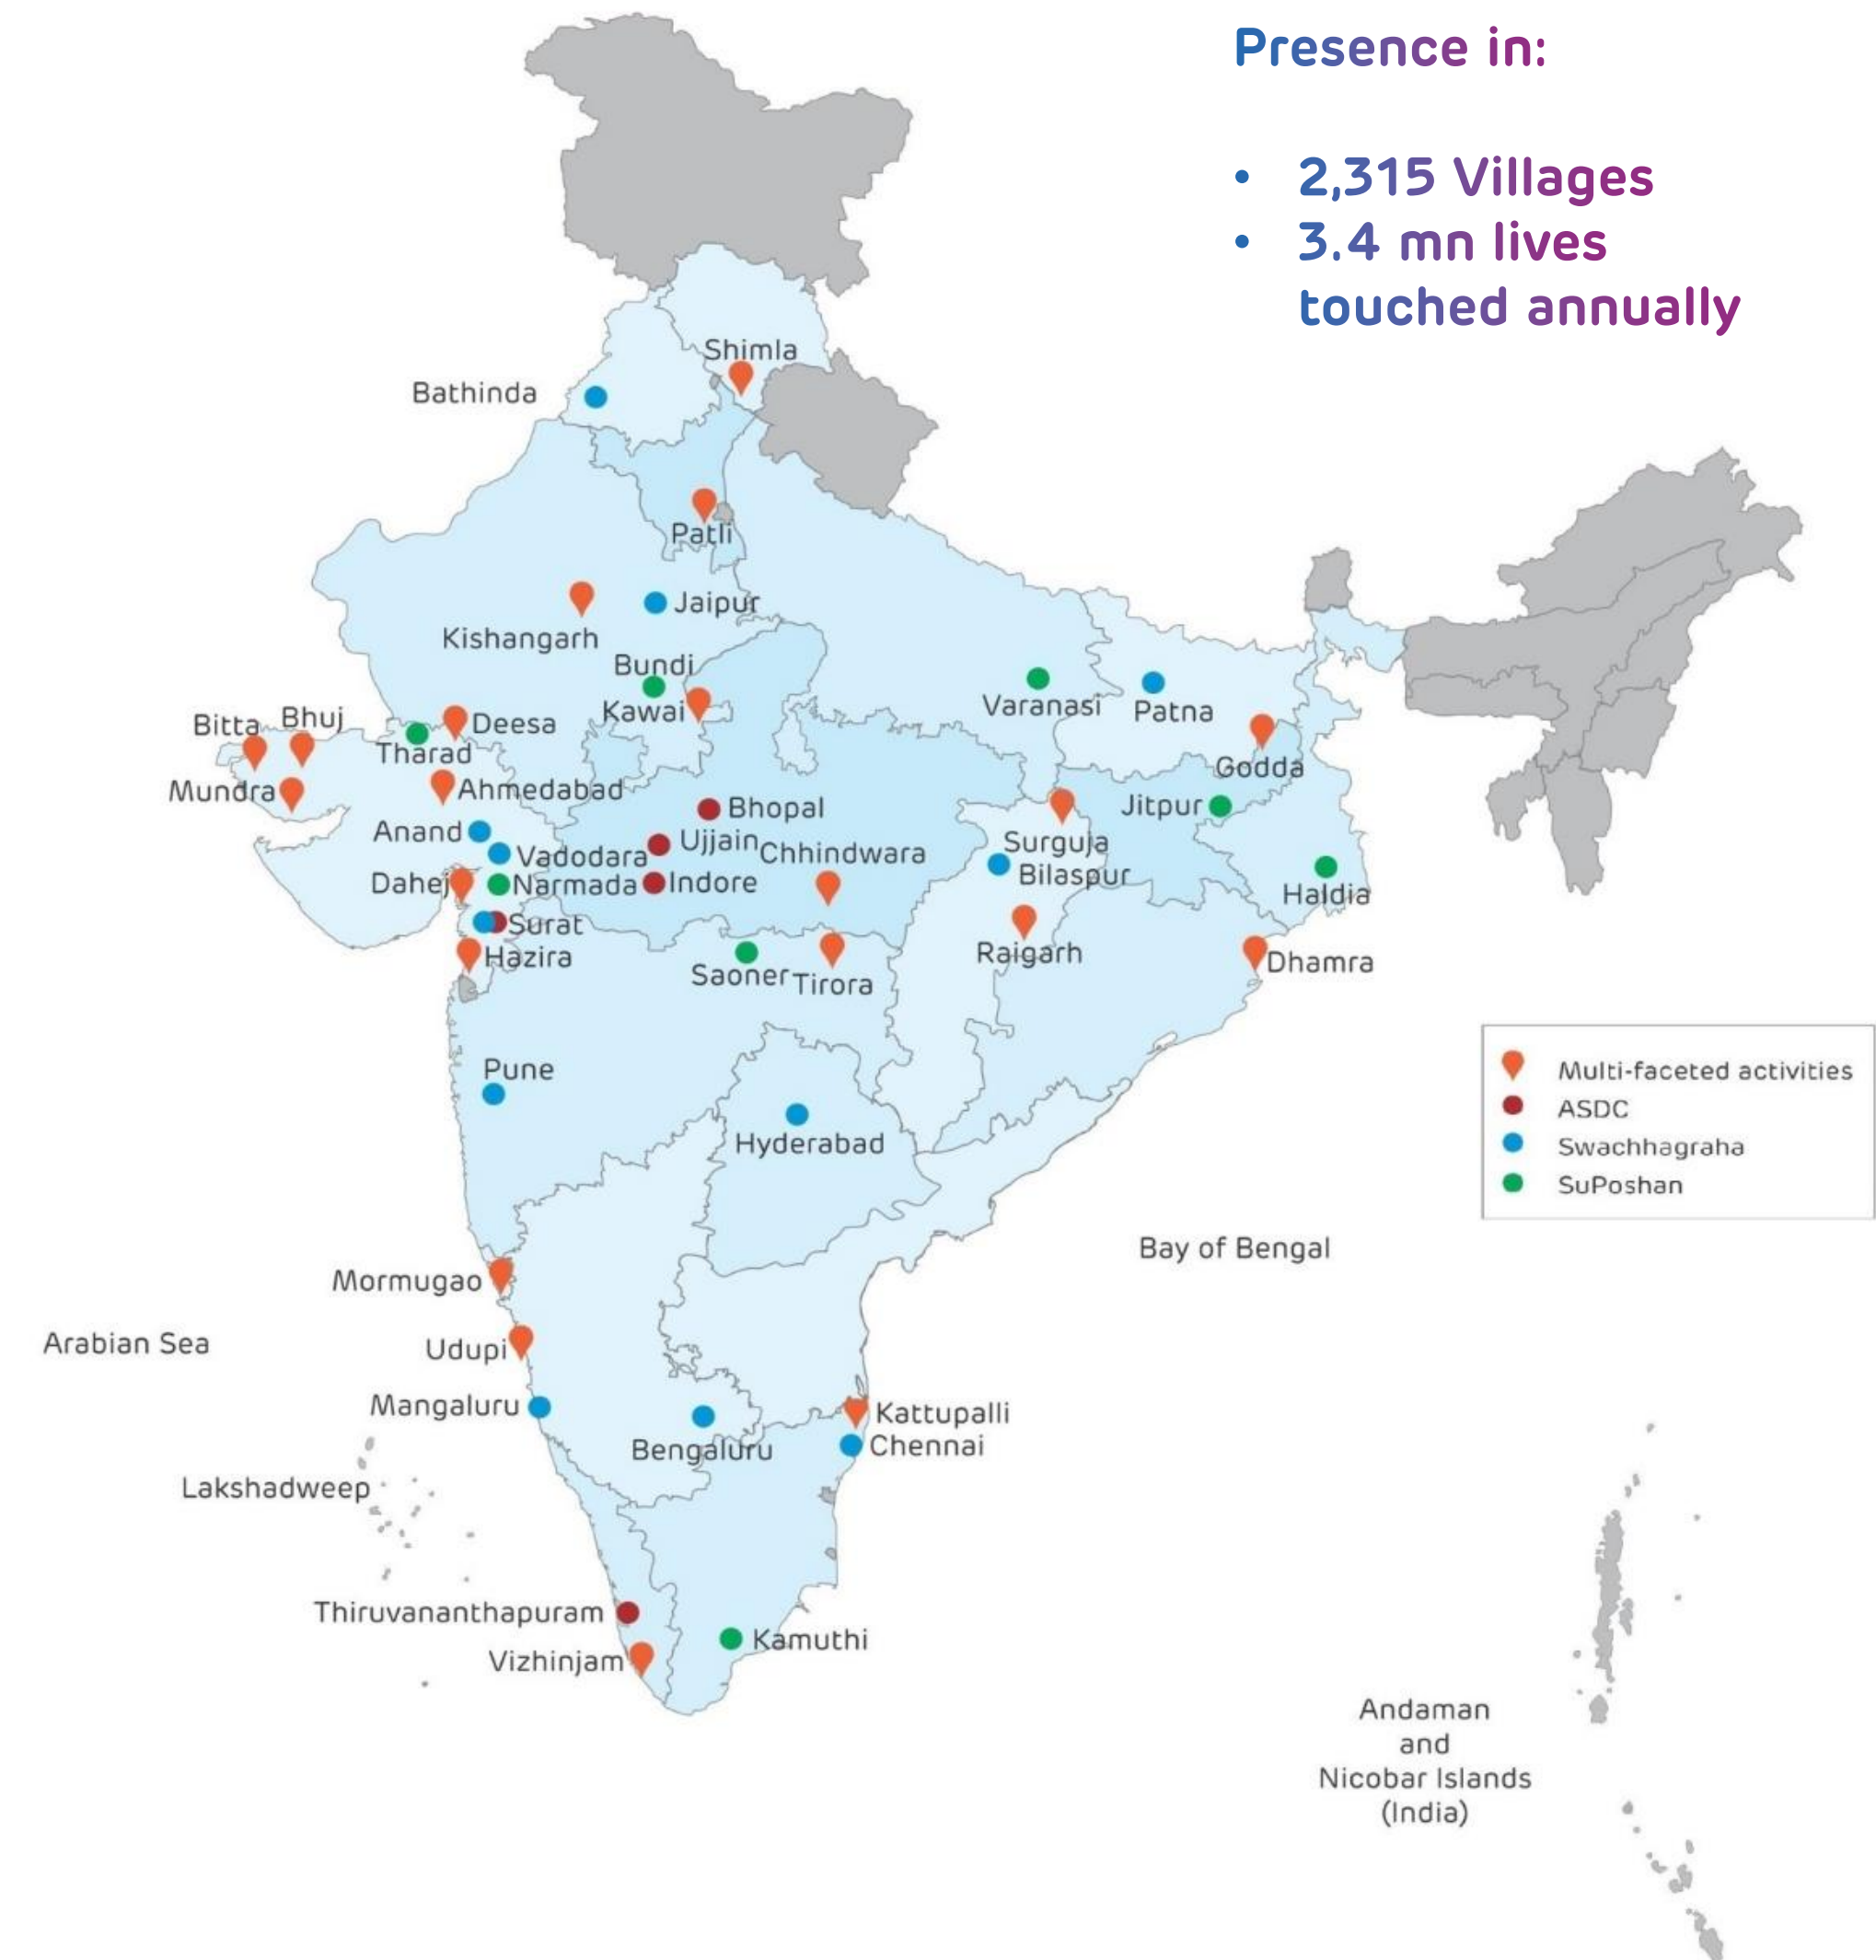 Presence in:
• 2,315 Villages
• 3.4 mn lives
touched annually
Shimla
Bathinda
Patli
Jaipur
Kishangarh
Bundi
Kawai
Varanasi
Patna
Bitta
Bhuj
Deesa
Tharad
Godda
Mundra
Ahmedabad
Bhopal
Jitpur
Anand
Ujjain
Surguja
Vadodara
Chhindwara
Bilaspur
Dahej
Narmada
Indore
Haldia
Surat
Hazira
Raigarh
Dhamra
Saoner
Tirora
Pune
Hyderabad
Multi-faceted activities
ASDC
Swachhagraha
SuPoshan
Bay of Bengal
Mormugao
Arabian Sea
Udupi
Mangaluru
Kattupalli
Bengaluru
Chennai
Lakshadweep
Thiruvananthapuram
Kamuthi
Vizhinjam
Andaman
and
Nicobar Islands
(India)